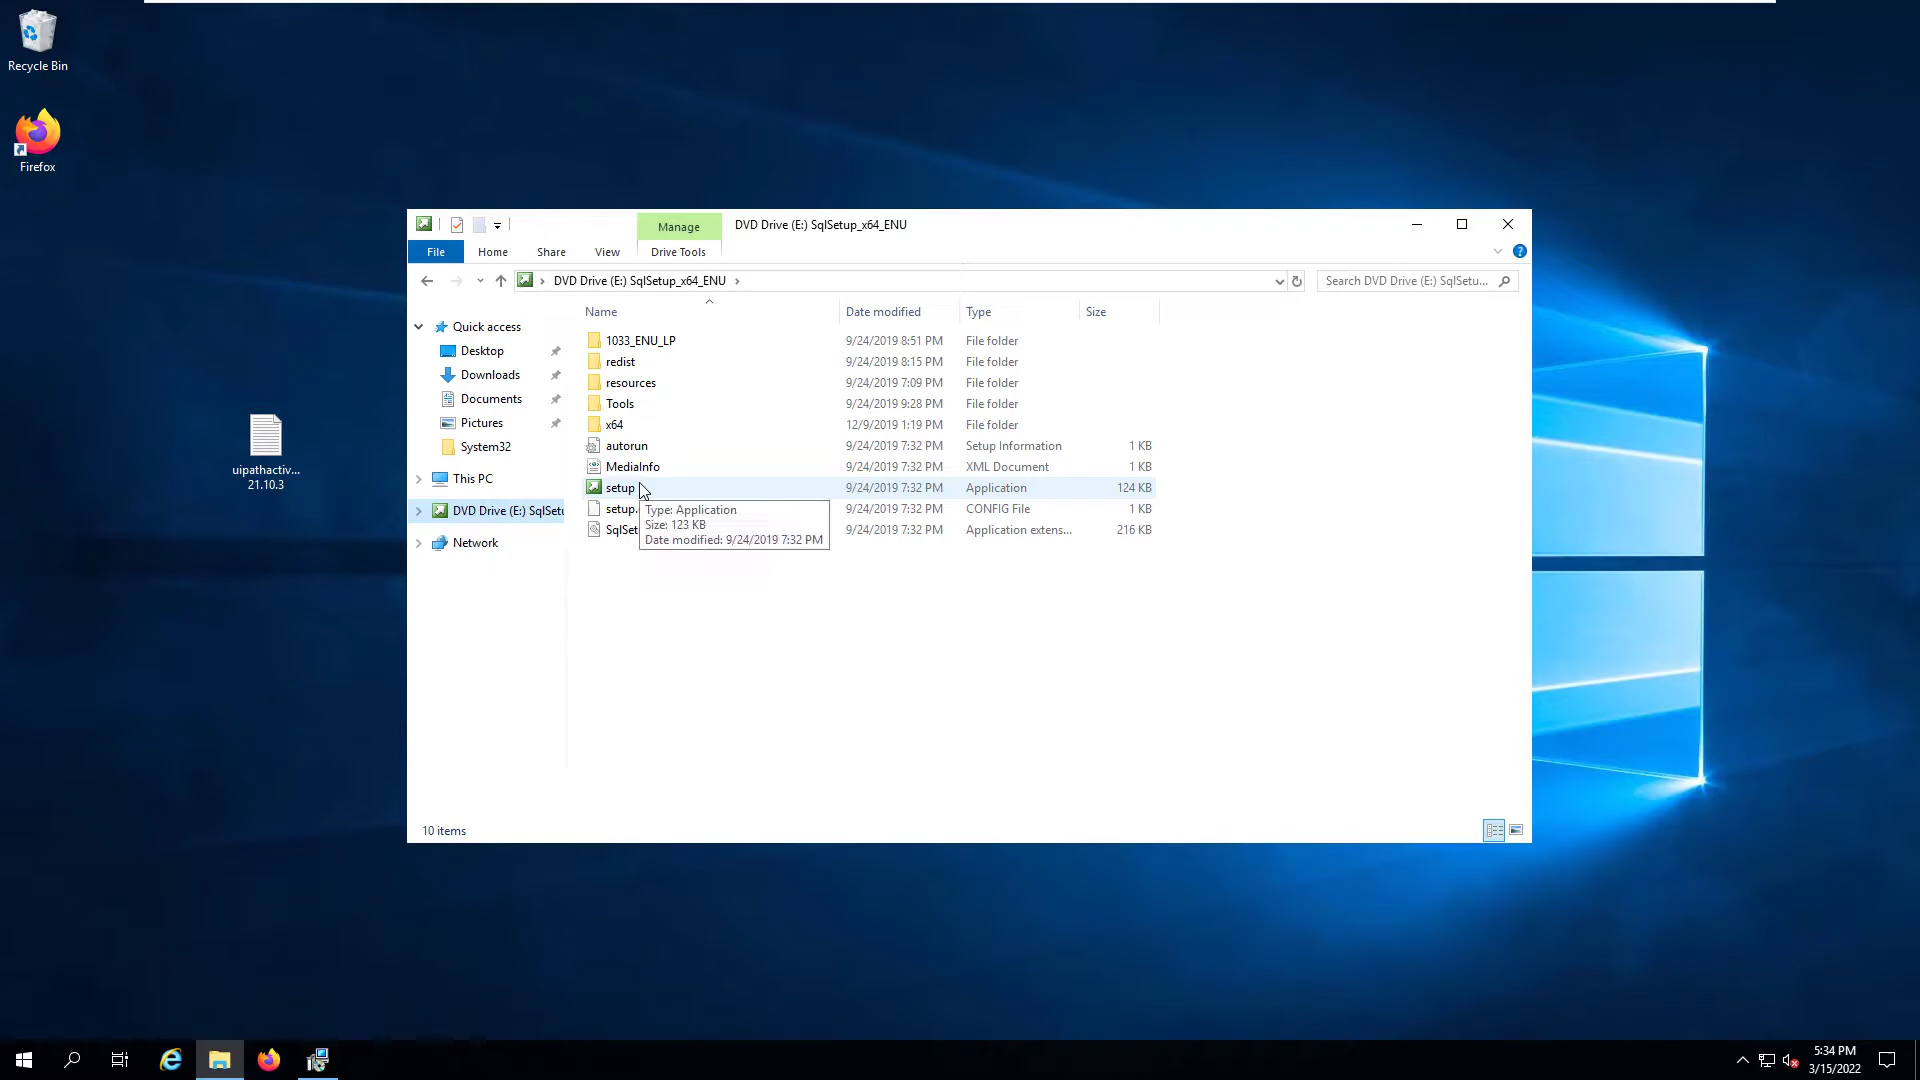 Recycle Bin
Firefox
uipathactiv...
21.10.3
Manage
DVD Drive (E:) SqlSetup_x64_ENU
File
Home
Share
View
Drive Tools
DVD Drive (E:) SqlSetup_x64_ENU
Search DVD Drive (E:) SqlSetu...
Name
Date modified
Type
Size
Quick access
Desktop
Downloads
Documents
Pictures
System32
This PC
DVD Drive (E:) SqlSetu
Network
1033_ENU_LP 9/24/2019 8:51 PM File folder
redist 9/24/2019 8:15 PM File folder
resources 9/24/2019 7:09 PM File folder
Tools 9/24/2019 9:28 PM File folder
x64 12/9/2019 1:19 PM File folder
autorun 9/24/2019 7:32 PM Setup Information 1 KB
MediaInfo 9/24/2019 7:32 PM XML Document 1 KB
setup 9/24/2019 7:32 PM Application 124 KB
setup. 9/24/2019 7:32 PM CONFIG File 1 KB
SqlSet 9/24/2019 7:32 PM Application extens... 216 KB
Type: Application
Size: 123 KB
Date modified: 9/24/2019 7:32 PM
10 items
5:34 PM
3/15/2022